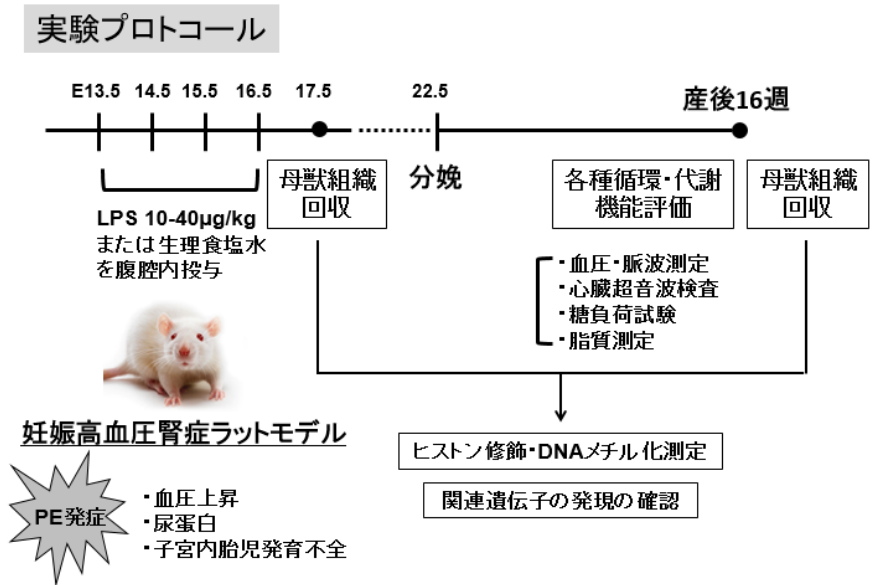 実験プロトコール
E13.5 14.5 15.5 16.5 17.5 22.5 産後16週
LPS 10-40μg/kg
または生理食塩水
を腹腔内投与
母獣組織
回収
分娩
各種循環・代謝
機能評価
母獣組織
回収
・血圧・脈波測定
・心臓超音波検査
・糖負荷試験
・脂質測定
妊娠高血圧腎症ラットモデル
PE発症
・血圧上昇
・尿蛋白
・子宮内胎児発育不全
ヒストン修飾・DNAメチル化測定
関連遺伝子の発現の確認